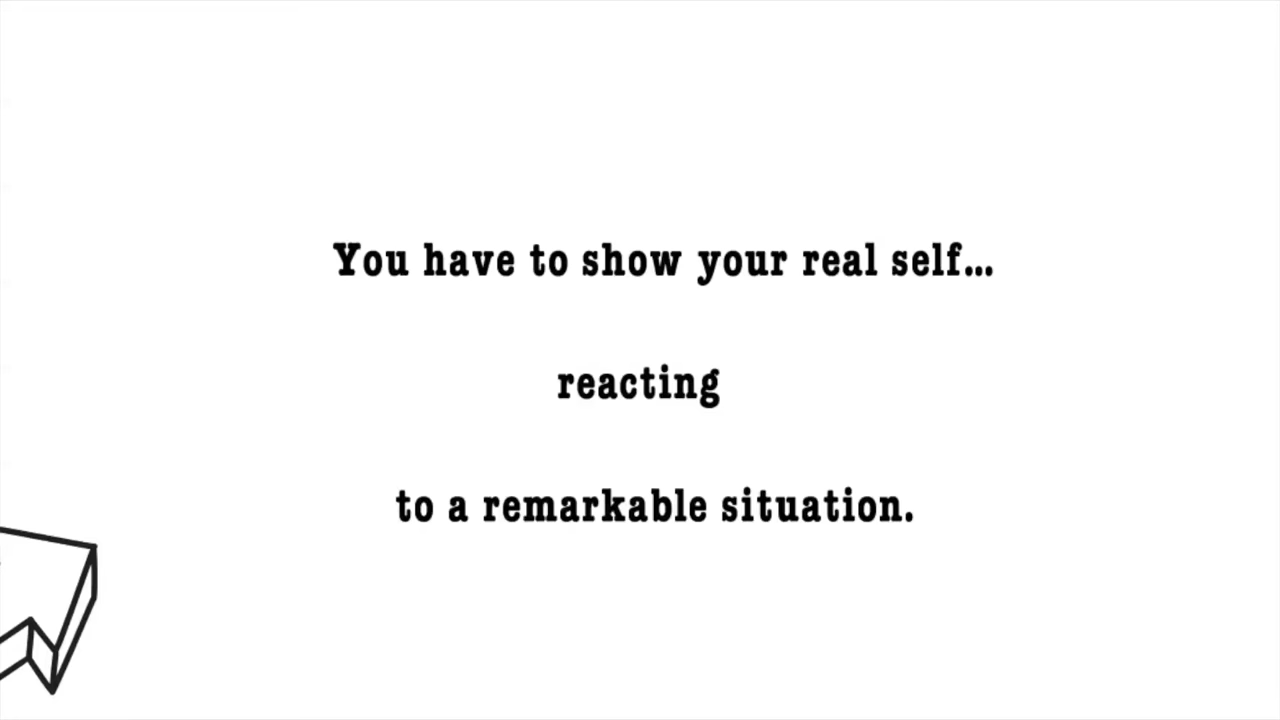 You have to show your real self...
reacting
to a remarkable situation.